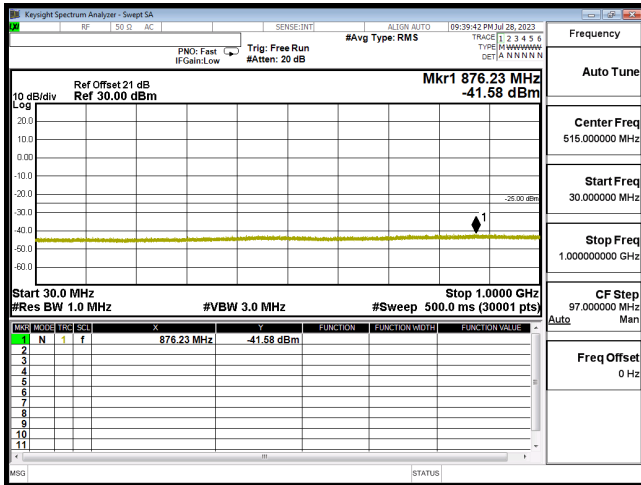 Keysight Spectrum Analyzer - Swept SA
LXI RF 50 Ω AC SENSE:INT ALIGN AUTO 09:39:42 PM Jul 28, 2023
#Avg Type: RMS
TRACE 1 2 3 4 5 6
PNO: Fast Trig: Free Run TYPE M WWWWW
IFGain:Low #Atten: 20 dB DET A N N N N N
Ref Offset 21 dB Mkr1 876.23 MHz
10 dB/div Ref 30.00 dBm -41.58 dBm
Log
20.0
10.0
0.00
-10.0
-20.0
-25.00 dBm
-30.0
1
-40.0
-50.0
-60.0
Start 30.0 MHz Stop 1.0000 GHz
#Res BW 1.0 MHz #VBW 3.0 MHz #Sweep 500.0 ms (30001 pts)
MKR MODE TRC SCL X Y FUNCTION FUNCTION WIDTH FUNCTION VALUE
1 N 1 f 876.23 MHz -41.58 dBm
2
3
4
5
6
7
8
9
10
11
MSG STATUS
Frequency
Auto Tune
Center Freq
515.000000 MHz
Start Freq
30.000000 MHz
Stop Freq
1.000000000 GHz
CF Step
97.000000 MHz
Auto Man
Freq Offset
0 Hz